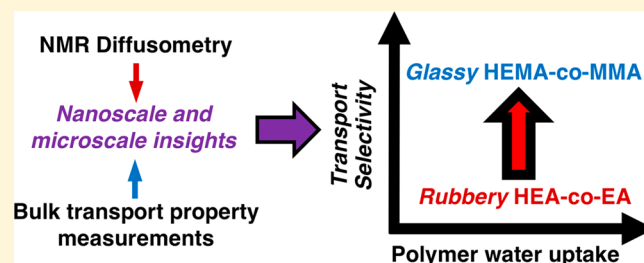 NMR Diffusometry
Nanoscale and
microscale insights
Bulk transport property
measurements
Transport
Selectivity
Glassy HEMA-co-MMA
Rubbery HEA-co-EA
Polymer water uptake